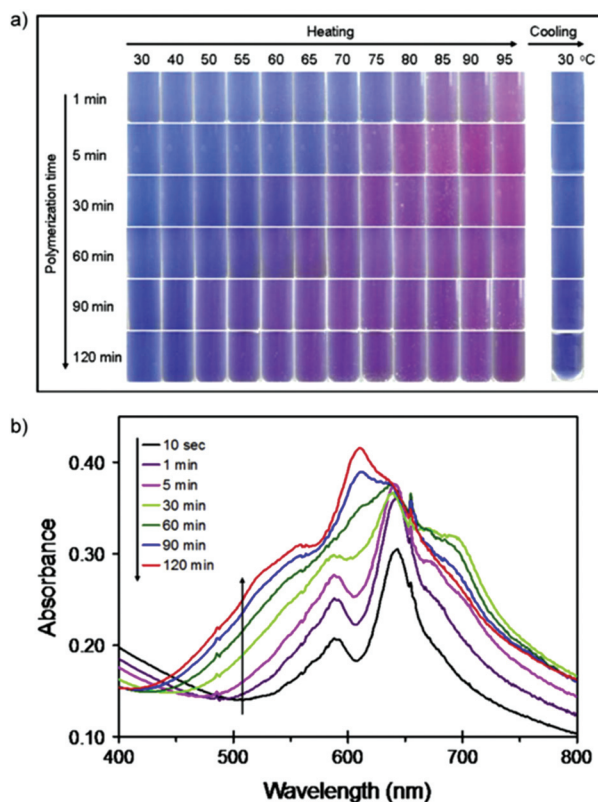 a)
Heating
Cooling
30 40 50 55 60 65 70 75 80 85 90 95
30 °C
Polymerization time
1 min
5 min
30 min
60 min
90 min
120 min
b)
10 sec
1 min
5 min
30 min
60 min
90 min
120 min
Absorbance
0.40
0.30
0.20
0.10
400 500 600 700 800
Wavelength (nm)